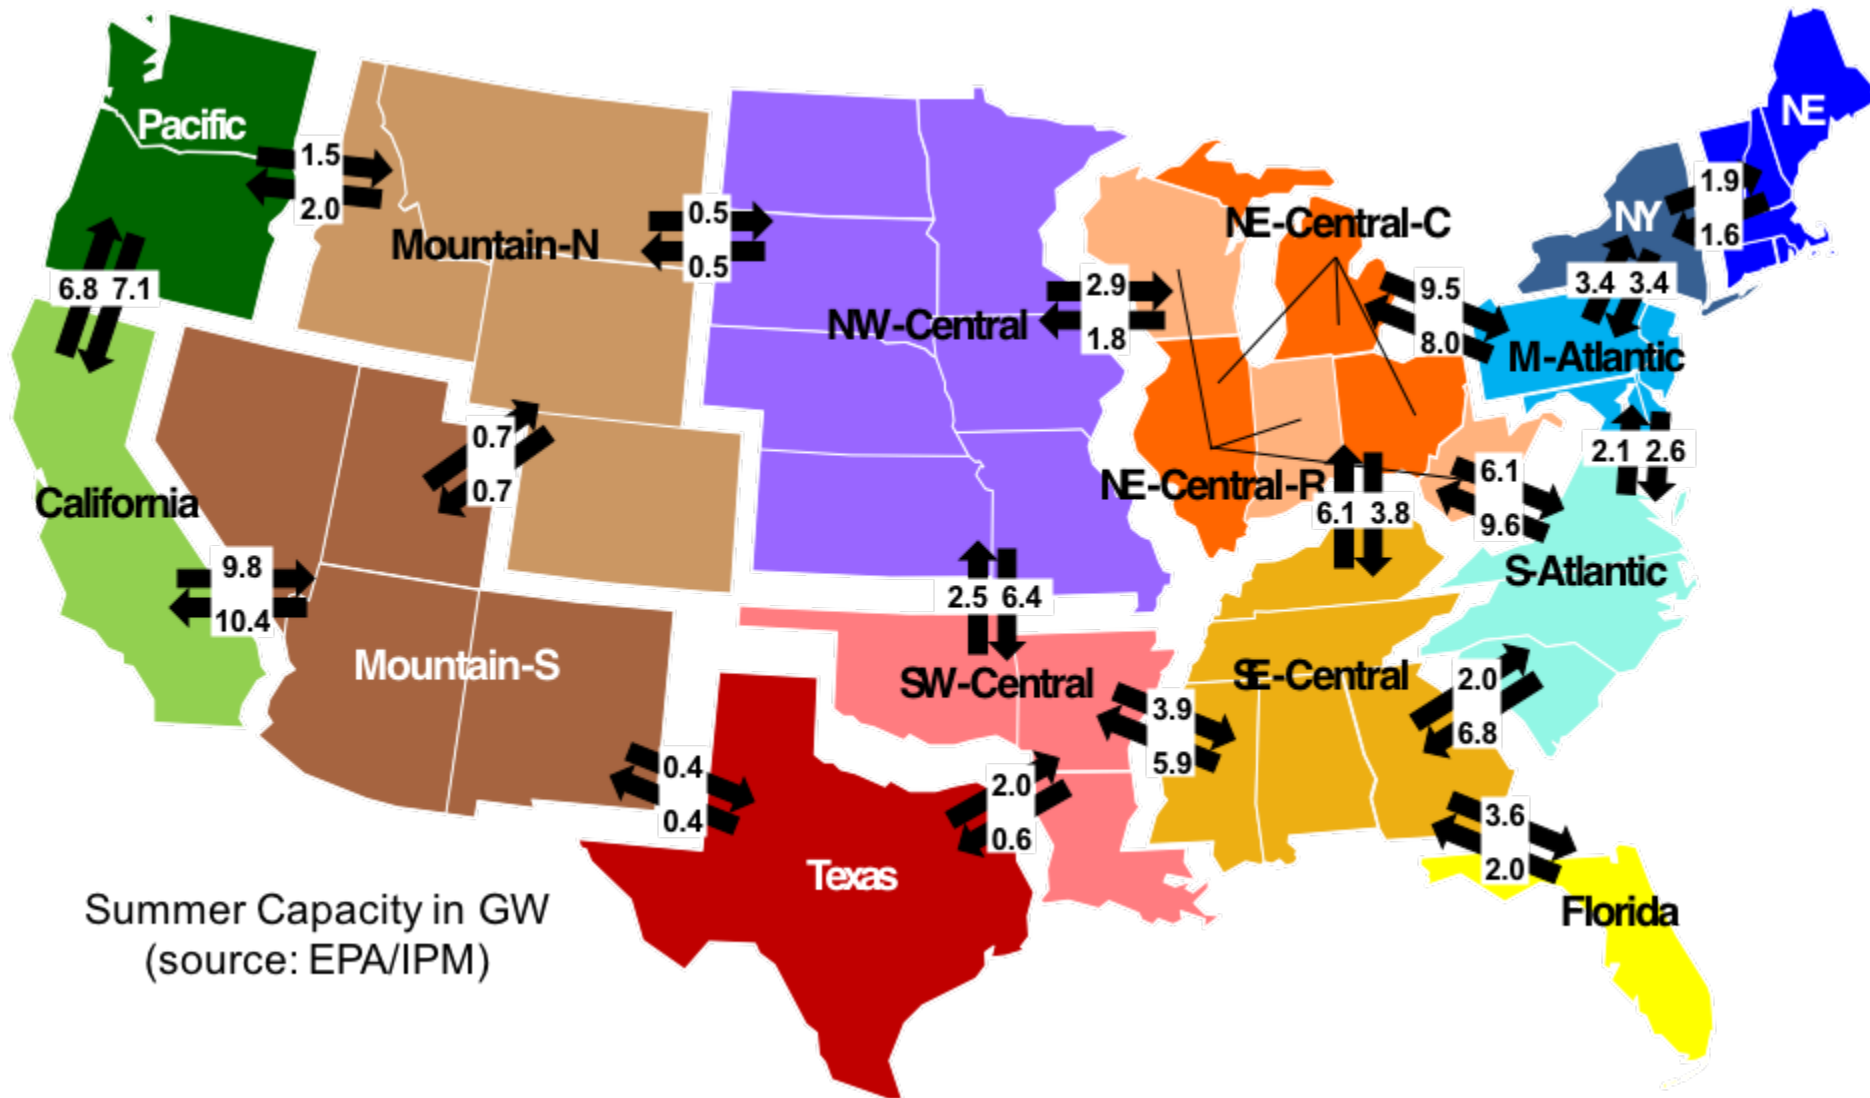 NE
Pacific
1.5
2.0
1.9
1.6
NY
NE-Central-C
Mountain-N
0.5
0.5
6.8 7.1
2.9
1.8
9.5
8.0
3.4 3.4
NW-Central
M-Atlantic
0.7
0.7
2.1 2.6
California
NE-Central-R
6.1 3.8
6.1
9.6
9.8
10.4
2.5 6.4
S-Atlantic
Mountain-S
SW-Central
SE-Central
2.0
6.8
3.9
5.9
0.4
0.4
2.0
0.6
3.6
2.0
Texas
Florida
Summer Capacity in GW
(source: EPA/IPM)